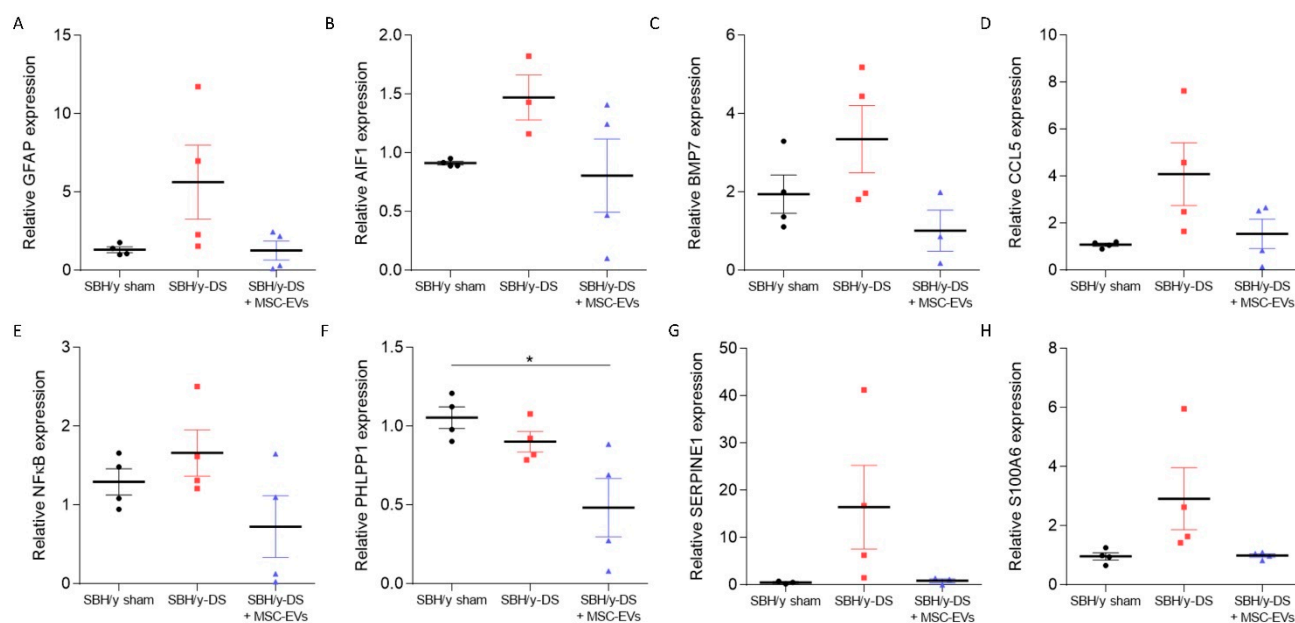 A
Relative GFAP expression
15
10
5
0
SBH/y sham
SBH/y-DS
SBH/y-DS
+ MSC-EVs
B
Relative AIF1 expression
2.0
1.5
1.0
0.5
0.0
SBH/y sham
SBH/y-DS
SBH/y-DS
+ MSC-EVs
C
Relative BMP7 expression
6
4
2
0
SBH/y sham
SBH/y-DS
SBH/y-DS
+ MSC-EVs
D
Relative CCL5 expression
10
8
6
4
2
0
SBH/y sham
SBH/y-DS
SBH/y-DS
+ MSC-EVs
E
Relative NFκB expression
3
2
1
0
SBH/y sham
SBH/y-DS
SBH/y-DS
+ MSC-EVs
F
Relative PHLPP1 expression
1.5
1.0
0.5
0.0
*
SBH/y sham
SBH/y-DS
SBH/y-DS
+ MSC-EVs
G
Relative SERPINE1 expression
50
40
30
20
10
0
SBH/y sham
SBH/y-DS
SBH/y-DS
+ MSC-EVs
H
Relative S100A6 expression
8
6
4
2
0
SBH/y sham
SBH/y-DS
SBH/y-DS
+ MSC-EVs